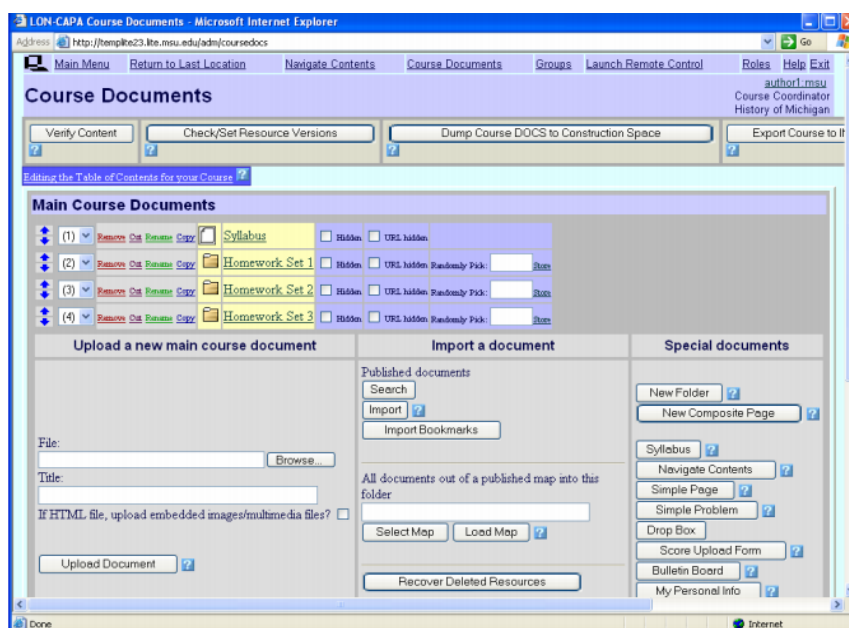 LON-CAPA Course Documents - Microsoft Internet Explorer
Address http://templite23.lite.msu.edu/adm/coursedocs Go
Main Menu Return to Last Location Navigate Contents Course Documents Groups Launch Remote Control Roles Help Exit
author1:msu
Course Documents
Course Coordinator
History of Michigan
Verify Content Check/Set Resource Versions Dump Course DOCS to Construction Space Export Course to
? ? ? ?
Editing the Table of Contents for your Course ?
Main Course Documents
(1) Remove Cut Rename Copy Syllabus Hidden URL hidden
(2) Remove Cut Rename Copy Homework Set 1 Hidden URL hidden Randomly Pick: Store
(3) Remove Cut Rename Copy Homework Set 2 Hidden URL hidden Randomly Pick: Store
(4) Remove Cut Rename Copy Homework Set 3 Hidden URL hidden Randomly Pick: Store
Upload a new main course document
File:
Browse...
Title:
If HTML file, upload embedded images/multimedia files?
Upload Document ?
Import a document
Published documents
Search
Import ?
Import Bookmarks
All documents out of a published map into this
folder
Select Map Load Map ?
Recover Deleted Resources
Special documents
New Folder ?
New Composite Page ?
Syllabus ?
Navigate Contents ?
Simple Page ?
Simple Problem ?
Drop Box
Score Upload Form ?
Bulletin Board ?
My Personal Info ?
Done Internet